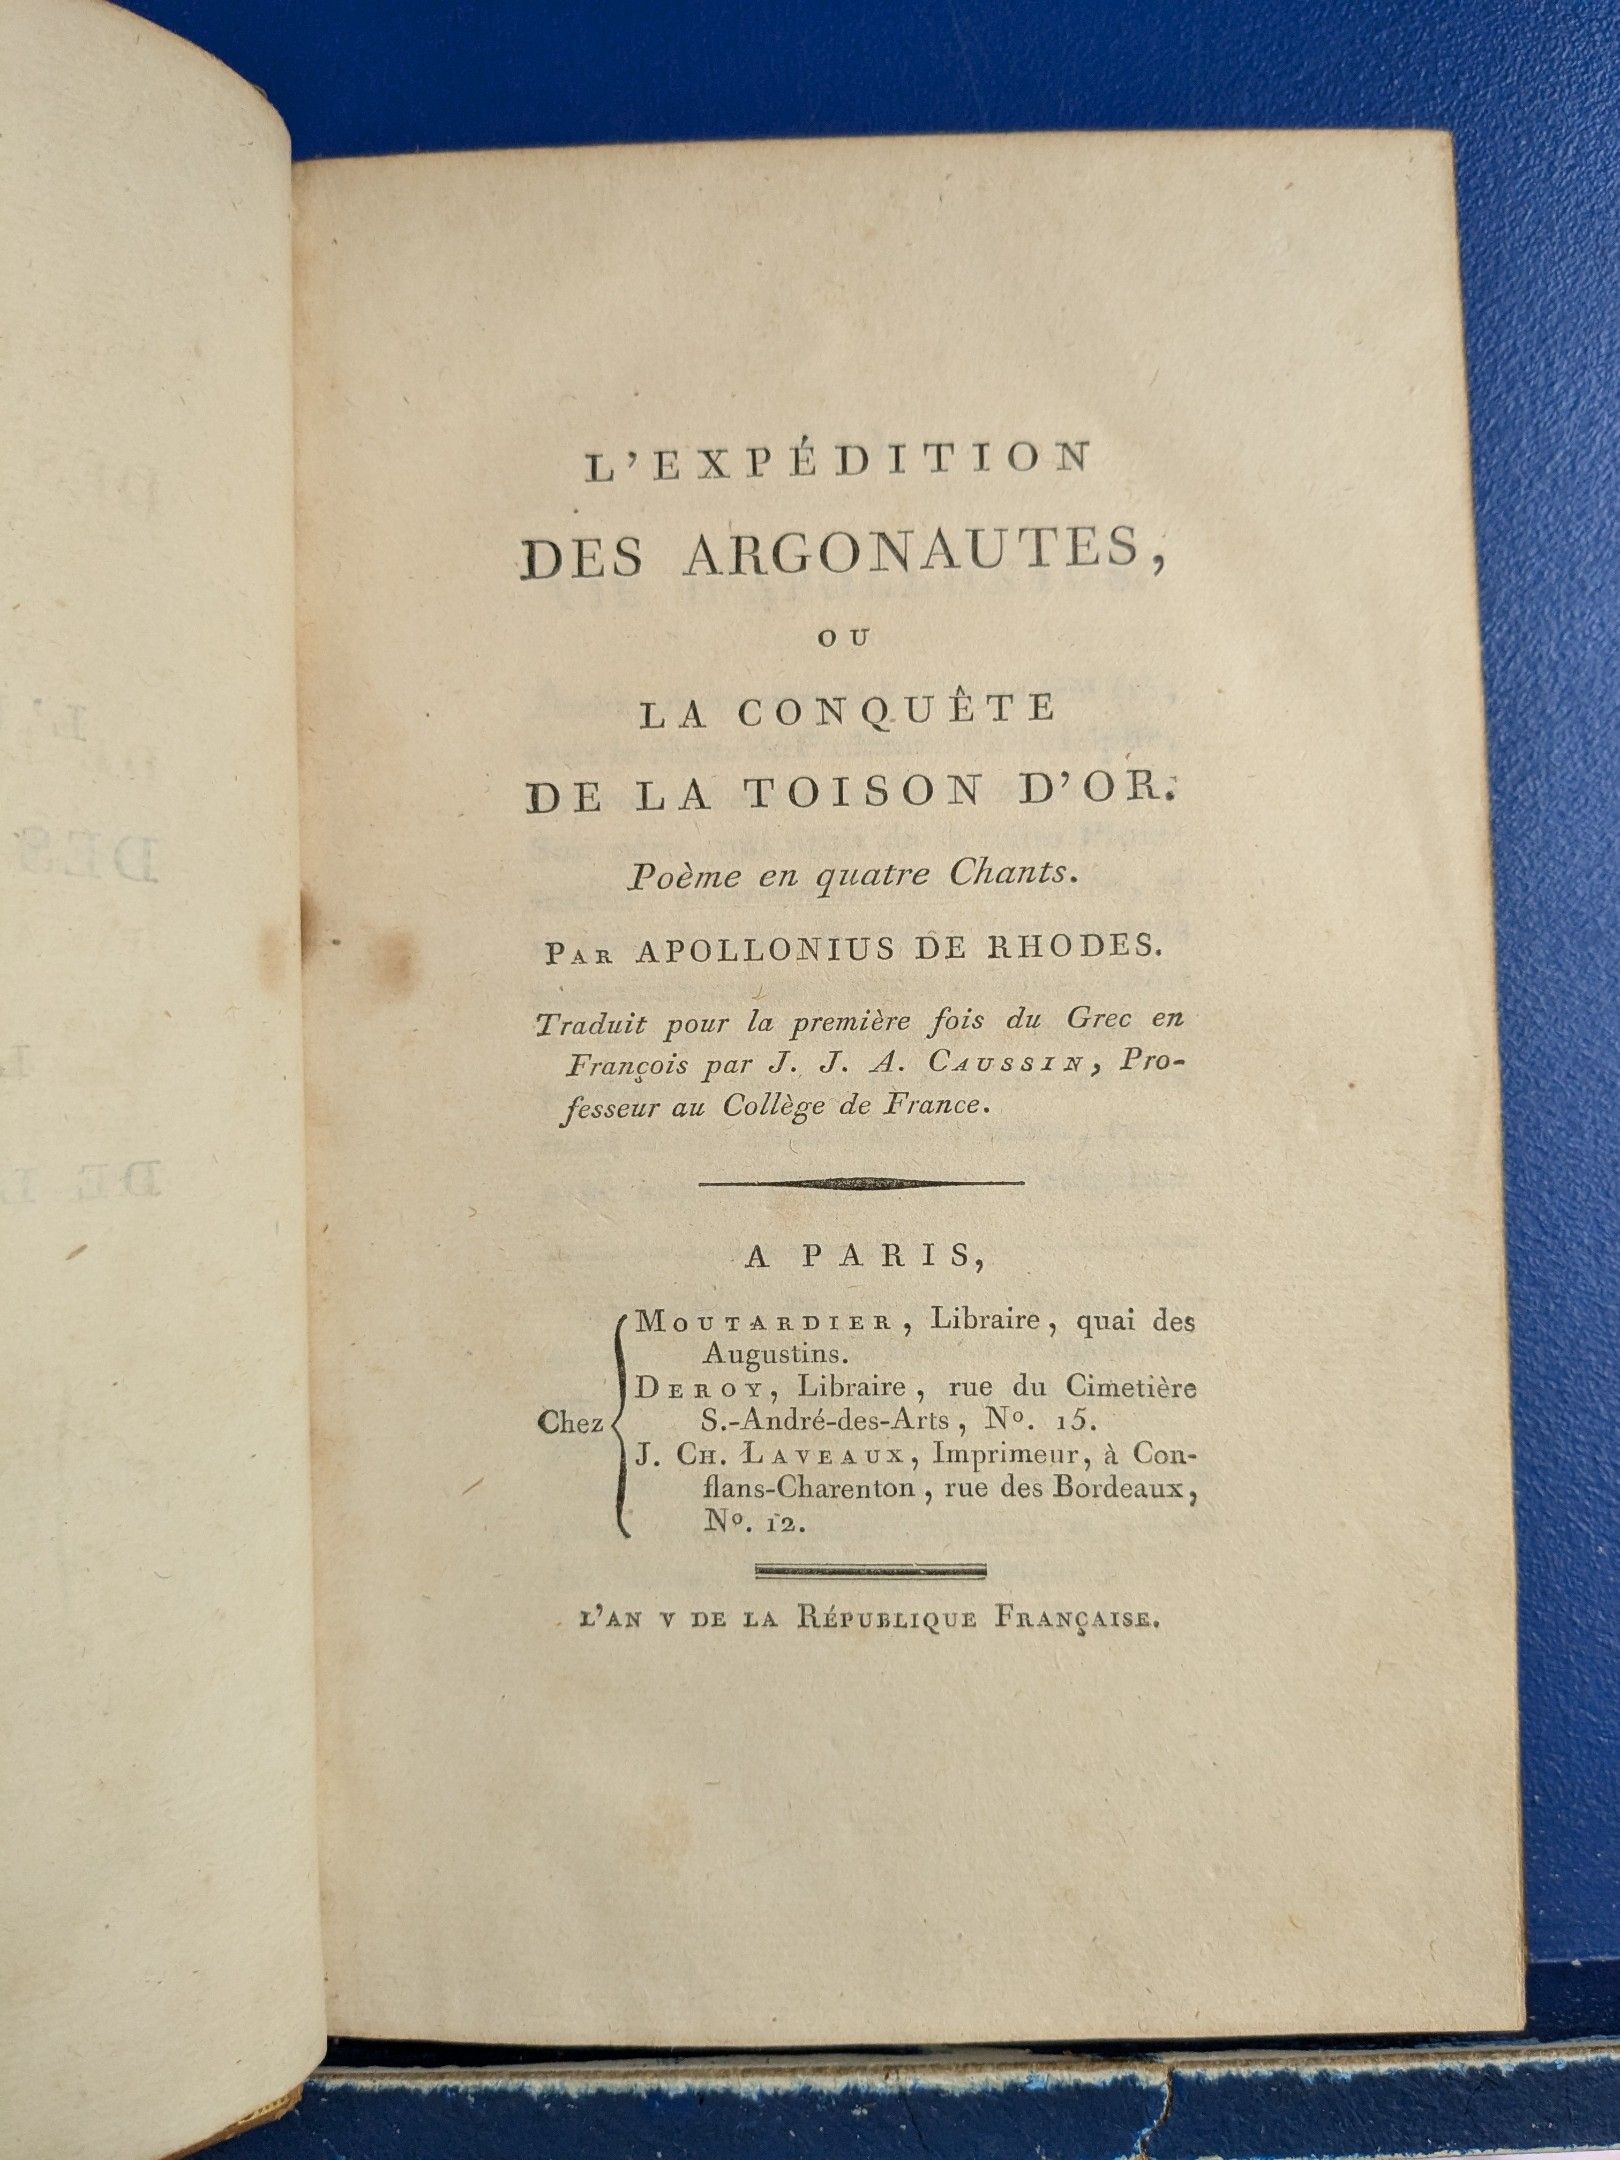 L'EXPÉDITION
DES ARGONAUTES,
OU
LA CONQUÊTE
DE LA TOISON D'OR.
Poème en quatre Chants.
PAR APOLLONIUS DE RHODES.
Traduit pour la première fois du Grec en
François par J. J. A. CAUSSIN, Pro-
fesseur au Collège de France.
A PARIS,
MOUTARDIER, Libraire, quai des
Augustins.
DEROY, Libraire, rue du Cimetière
Chez S.-André-des-Arts, Nº. 15.
J. CH. LAVEAUX, Imprimeur, à Con-
flans-Charenton, rue des Bordeaux,
Nº. 12.
L'AN V DE LA RÉPUBLIQUE FRANÇAISE.